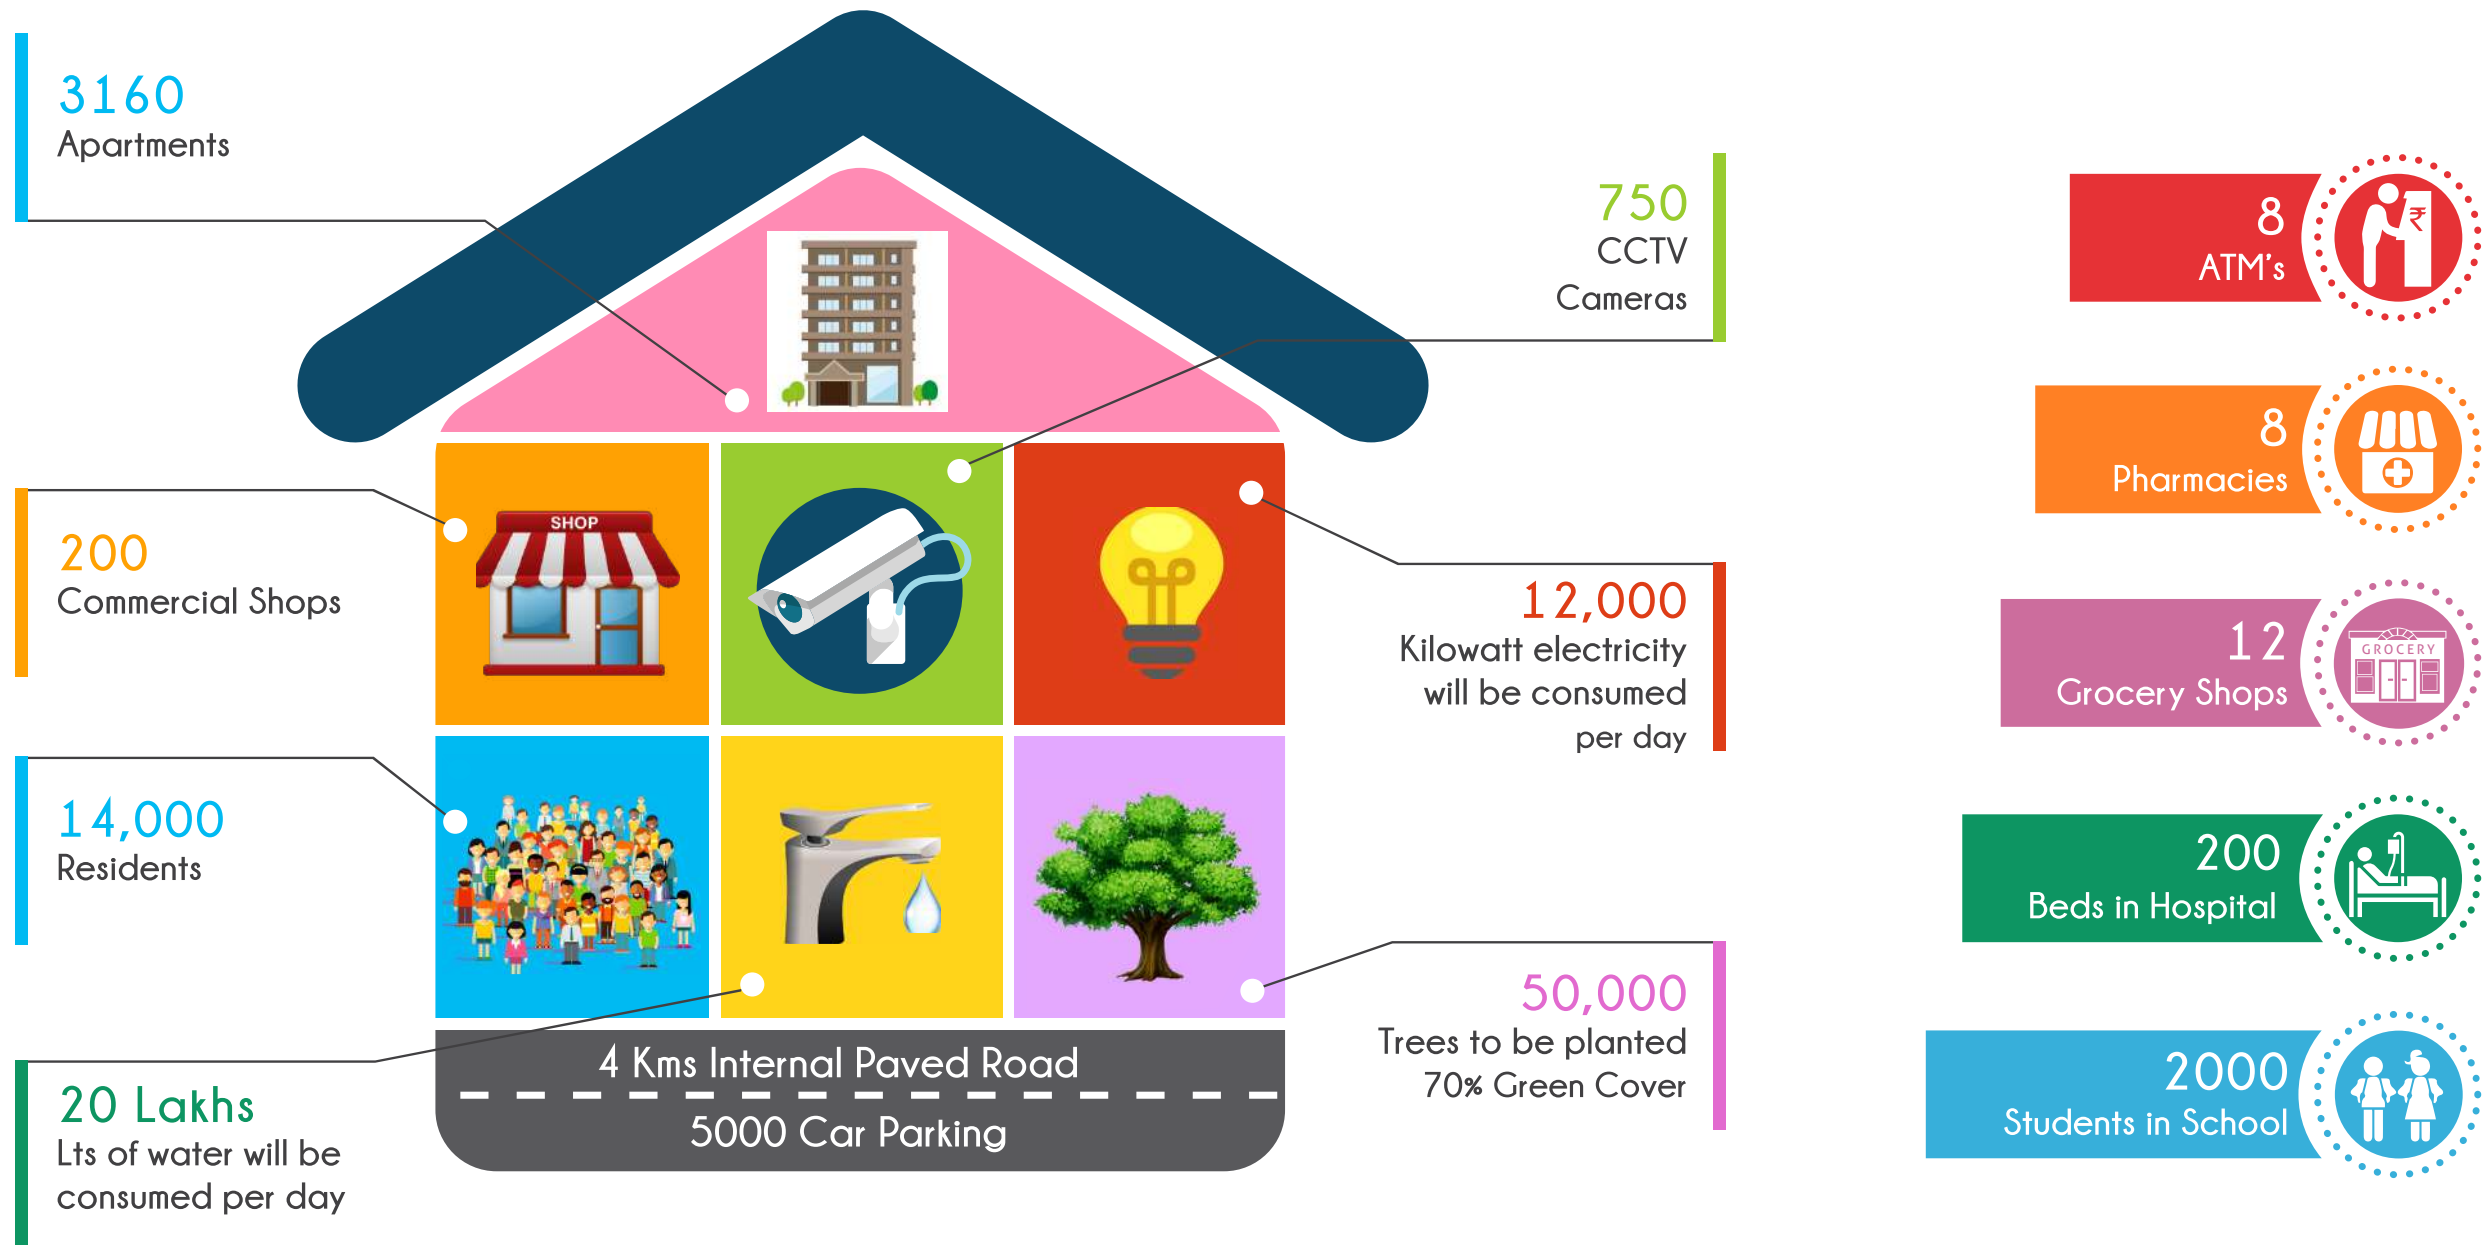 3160
Apartments
200
Commercial Shops
14,000
Residents
20 Lakhs
Lts of water will be
consumed per day
SHOP
4 Kms Internal Paved Road
5000 Car Parking
750
CCTV
Cameras
12,000
Kilowatt electricity
will be consumed
per day
50,000
Trees to be planted
70% Green Cover
8
ATM's
₹
8
Pharmacies
12
Grocery Shops
GROCERY
200
Beds in Hospital
2000
Students in School